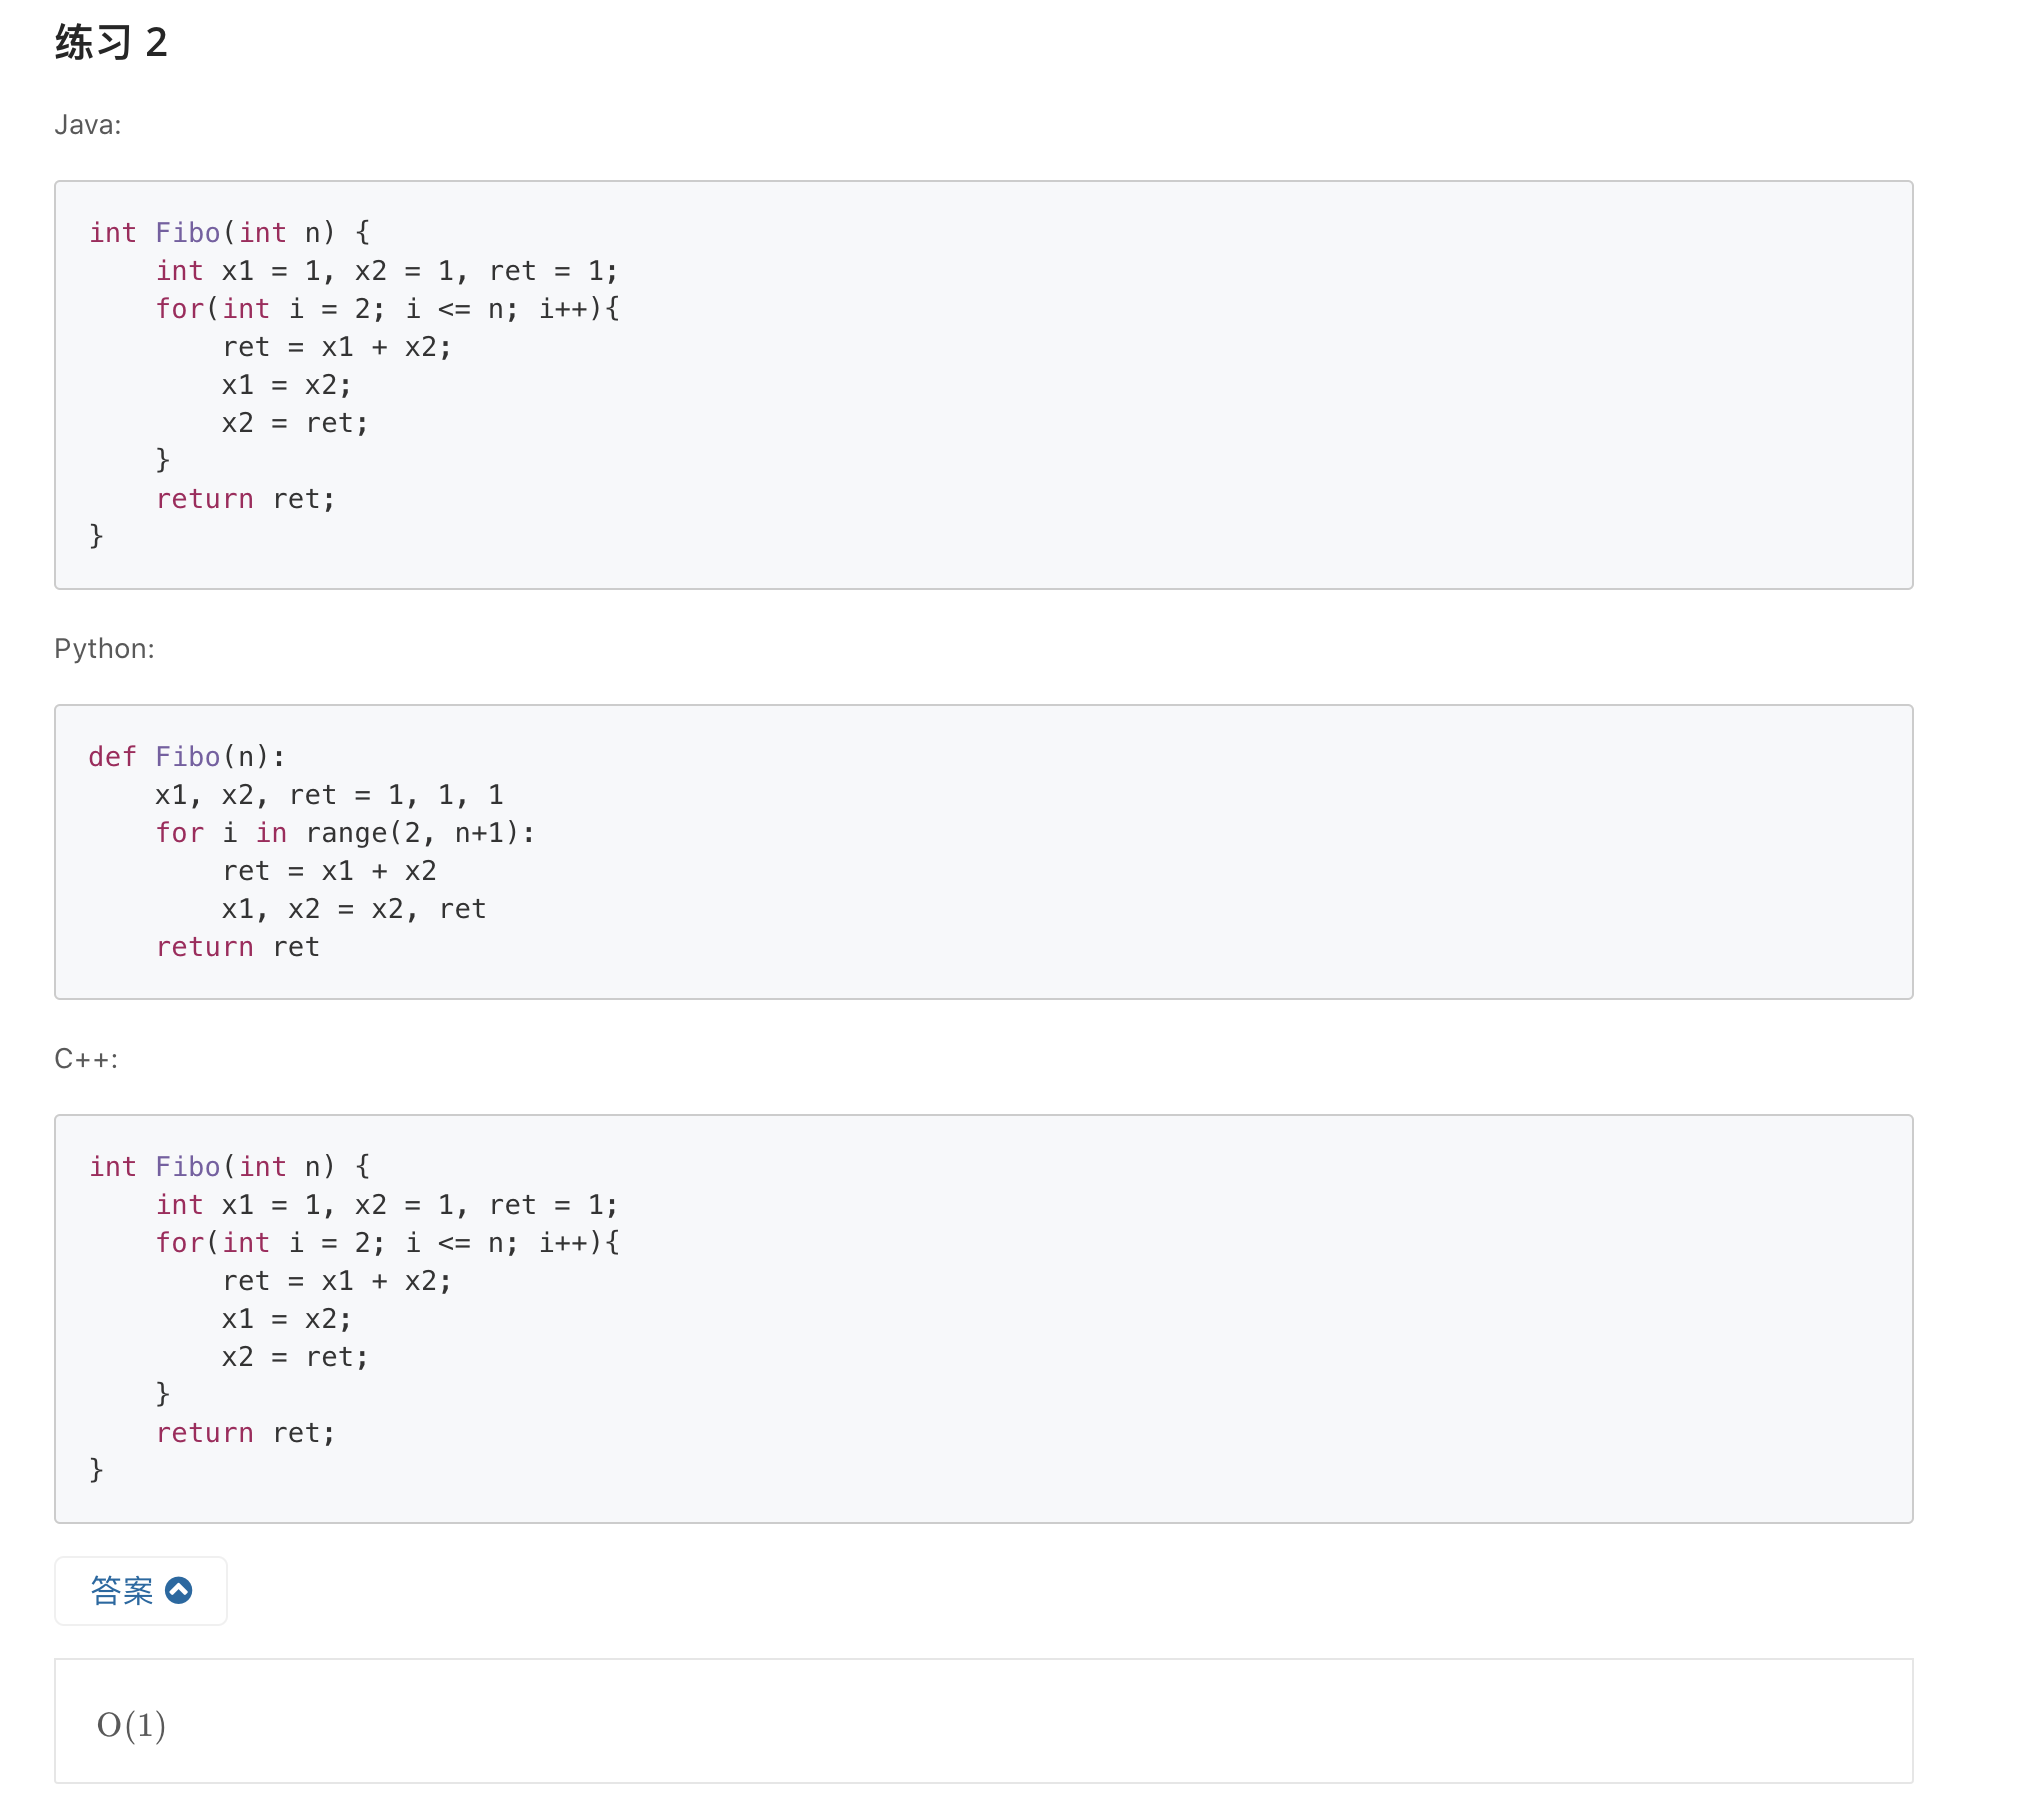 练习 2
Java:
int Fibo(int n) {
    int x1 = 1, x2 = 1, ret = 1;
    for(int i = 2; i <= n; i++){
        ret = x1 + x2;
        x1 = x2;
        x2 = ret;
    }
    return ret;
}
Python:
def Fibo(n):
    x1, x2, ret = 1, 1, 1
    for i in range(2, n+1):
        ret = x1 + x2
        x1, x2 = x2, ret
    return ret
C++:
int Fibo(int n) {
    int x1 = 1, x2 = 1, ret = 1;
    for(int i = 2; i <= n; i++){
        ret = x1 + x2;
        x1 = x2;
        x2 = ret;
    }
    return ret;
}
答案
O(1)